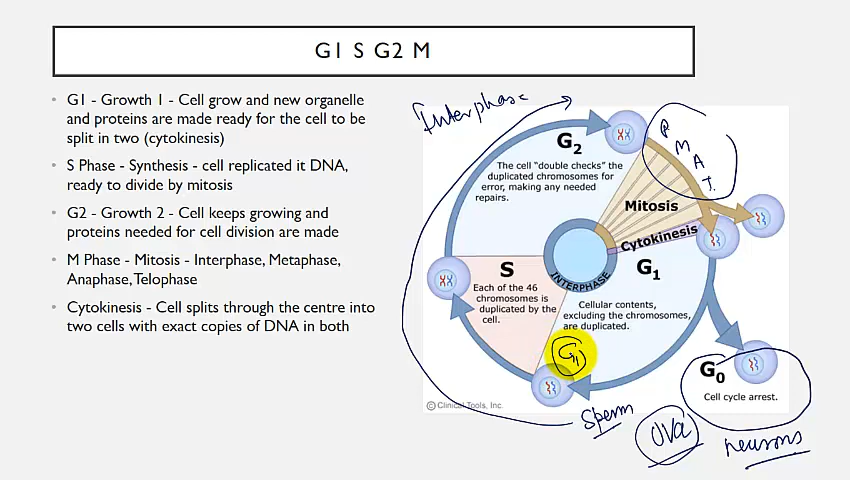 G1 S G2 M
G1 - Growth 1 - Cell grow and new organelle
and proteins are made ready for the cell to be
split in two (cytokinesis)
S Phase - Synthesis - cell replicated it DNA,
ready to divide by mitosis
G2 - Growth 2 - Cell keeps growing and
proteins needed for cell division are made
M Phase - Mitosis - Interphase, Metaphase,
Anaphase, Telophase
Cytokinesis - Cell splits through the centre into
two cells with exact copies of DNA in both
Interphase
G2
The cell "double checks" the
duplicated chromosomes for
error, making any needed
repairs.
P
M
A
T.
Mitosis
Cytokinesis
INTERPHASE
S
Each of the 46
chromosomes is
duplicated by the
cell.
G1
Cellular contents,
excluding the chromosomes,
are duplicated.
G1
G0
Cell cycle arrest.
© Clinical Tools, Inc.
Sperm
OVA
neurons